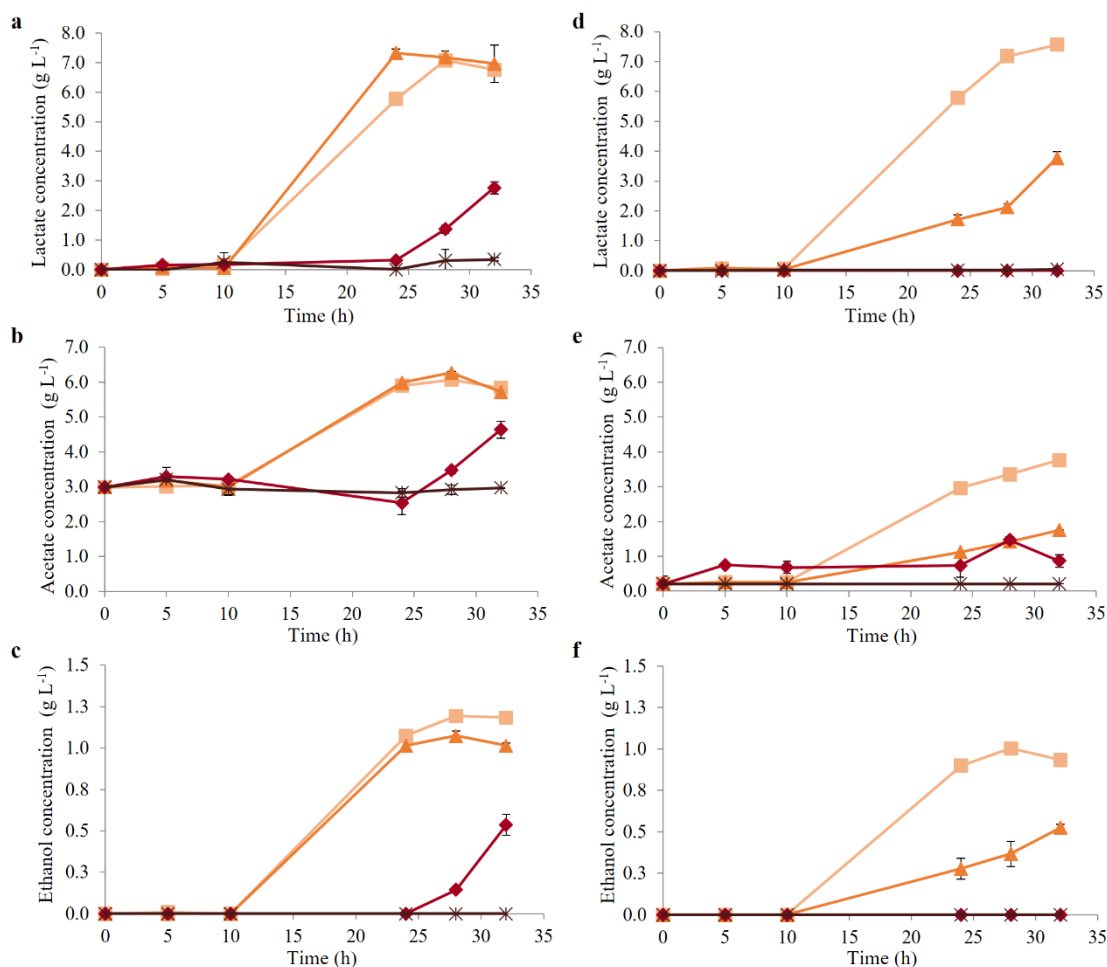 a
Lactate concentration (g L⁻¹)
8.0
7.0
6.0
5.0
4.0
3.0
2.0
1.0
0.0
0 5 10 15 20 25 30 35
Time (h)
d
Lactate concentration (g L⁻¹)
8.0
7.0
6.0
5.0
4.0
3.0
2.0
1.0
0.0
0 5 10 15 20 25 30 35
Time (h)
b
Acetate concentration (g L⁻¹)
7.0
6.0
5.0
4.0
3.0
2.0
1.0
0.0
0 5 10 15 20 25 30 35
Time (h)
e
Acetate concentration (g L⁻¹)
7.0
6.0
5.0
4.0
3.0
2.0
1.0
0.0
0 5 10 15 20 25 30 35
Time (h)
c
Ethanol concentration (g L⁻¹)
1.5
1.3
1.0
0.8
0.5
0.3
0.0
0 5 10 15 20 25 30 35
Time (h)
f
Ethanol concentration (g L⁻¹)
1.5
1.3
1.0
0.8
0.5
0.3
0.0
0 5 10 15 20 25 30 35
Time (h)